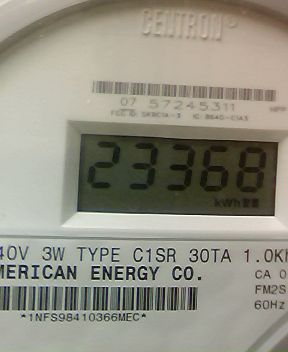 CENTRON®
07 57245311
23368
kWh
40V 3W TYPE C1SR 30TA 1.0Kh
MERICAN ENERGY CO.
CA 0
FM2S
60Hz
*1NFS98410366MEC*